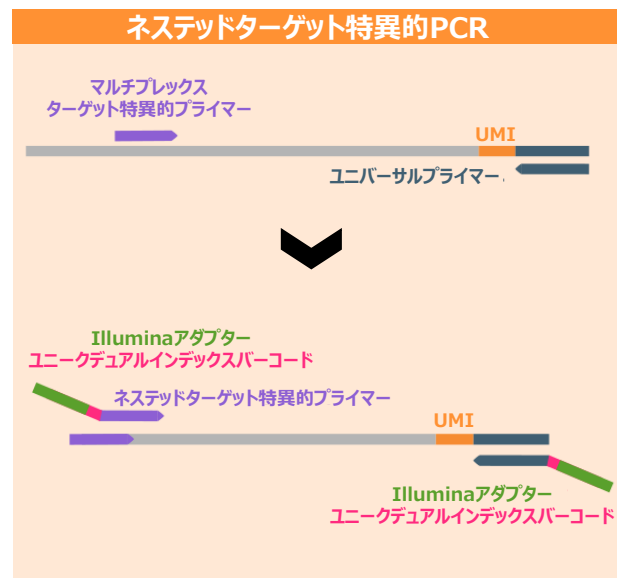 ネステッドターゲット特異的PCR
マルチプレックス
ターゲット特異的プライマー
UMI
ユニバーサルプライマー
Illuminaアダプター
ユニークデュアルインデックスバーコード
ネステッドターゲット特異的プライマー
UMI
Illuminaアダプター
ユニークデュアルインデックスバーコード